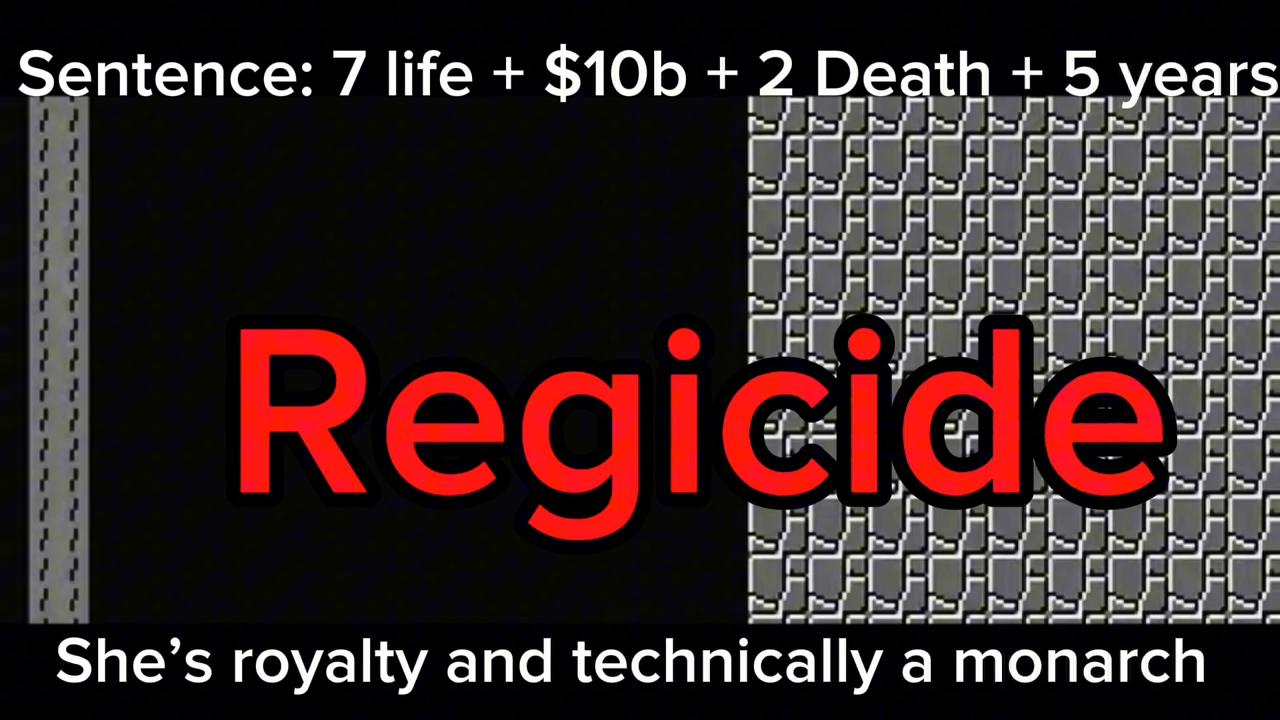 Sentence: 7 life + $10b + 2 Death + 5 years
Regicide
She’s royalty and technically a monarch